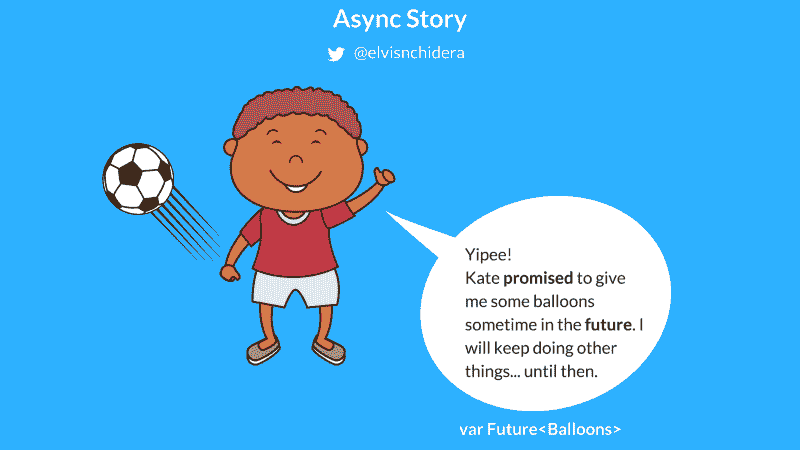 Async Story
@elvisnchidera
Yipee!
Kate promised to give
me some balloons
sometime in the future. I
will keep doing other
things... until then.
var Future<Balloons>